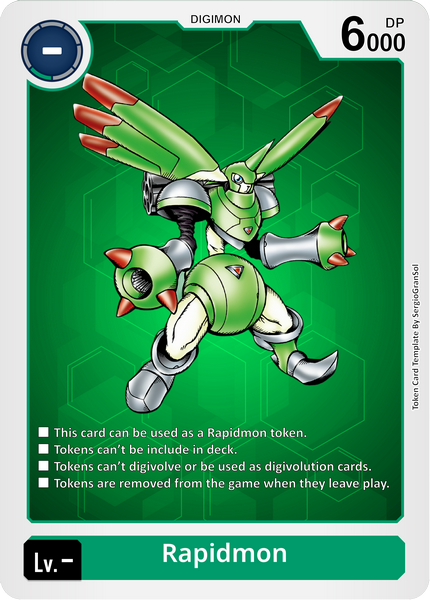 DIGIMON
DP
6000
-
■ This card can be used as a Rapidmon token.
■ Tokens can't be include in deck.
■ Tokens can't digivolve or be used as digivolution cards.
■ Tokens are removed from the game when they leave play.
Token Card Template By SergioGranSol
Lv.-
Rapidmon